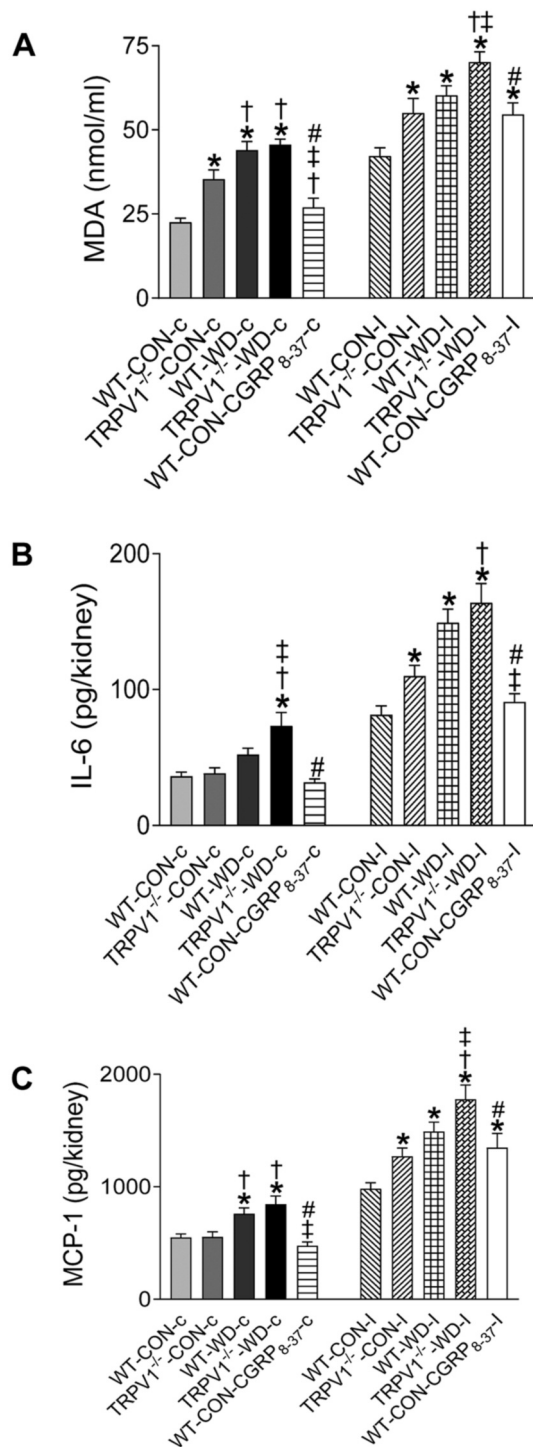 A
MDA (nmol/ml)
75
50
25
0
* †
* †
* #
‡
†
* * †‡
* #
*
WT-CON-c
TRPV1-/--CON-c
WT-WD-c
TRPV1-/--WD-c
WT-CON-CGRP8-37-c
WT-CON-I
TRPV1-/--CON-I
WT-WD-I
TRPV1-/--WD-I
WT-CON-CGRP8-37-I
B
IL-6 (pg/kidney)
200
100
0
‡
†
*
#
*
*
†
*
#
‡
WT-CON-c
TRPV1-/--CON-c
WT-WD-c
TRPV1-/--WD-c
WT-CON-CGRP8-37-c
WT-CON-I
TRPV1-/--CON-I
WT-WD-I
TRPV1-/--WD-I
WT-CON-CGRP8-37-I
C
MCP-1 (pg/kidney)
2000
1000
0
†
*
†
*
#
‡
*
*
‡
†
*
#
*
WT-CON-c
TRPV1-/--CON-c
WT-WD-c
TRPV1-/--WD-c
WT-CON-CGRP8-37-c
WT-CON-I
TRPV1-/--CON-I
WT-WD-I
TRPV1-/--WD-I
WT-CON-CGRP8-37-I